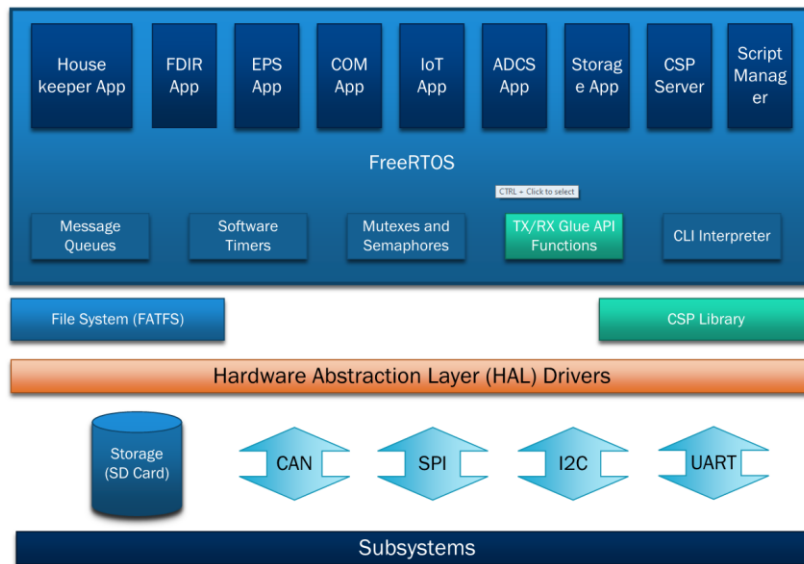 House
keeper App
FDIR
App
EPS
App
COM
App
IoT
App
ADCS
App
Storag
e App
CSP
Server
Script
Manag
er
FreeRTOS
CTRL + Click to select
Message
Queues
Software
Timers
Mutexes and
Semaphores
TX/RX Glue API
Functions
CLI Interpreter
File System (FATFS)
CSP Library
Hardware Abstraction Layer (HAL) Drivers
Storage
(SD Card)
CAN
SPI
I2C
UART
Subsystems